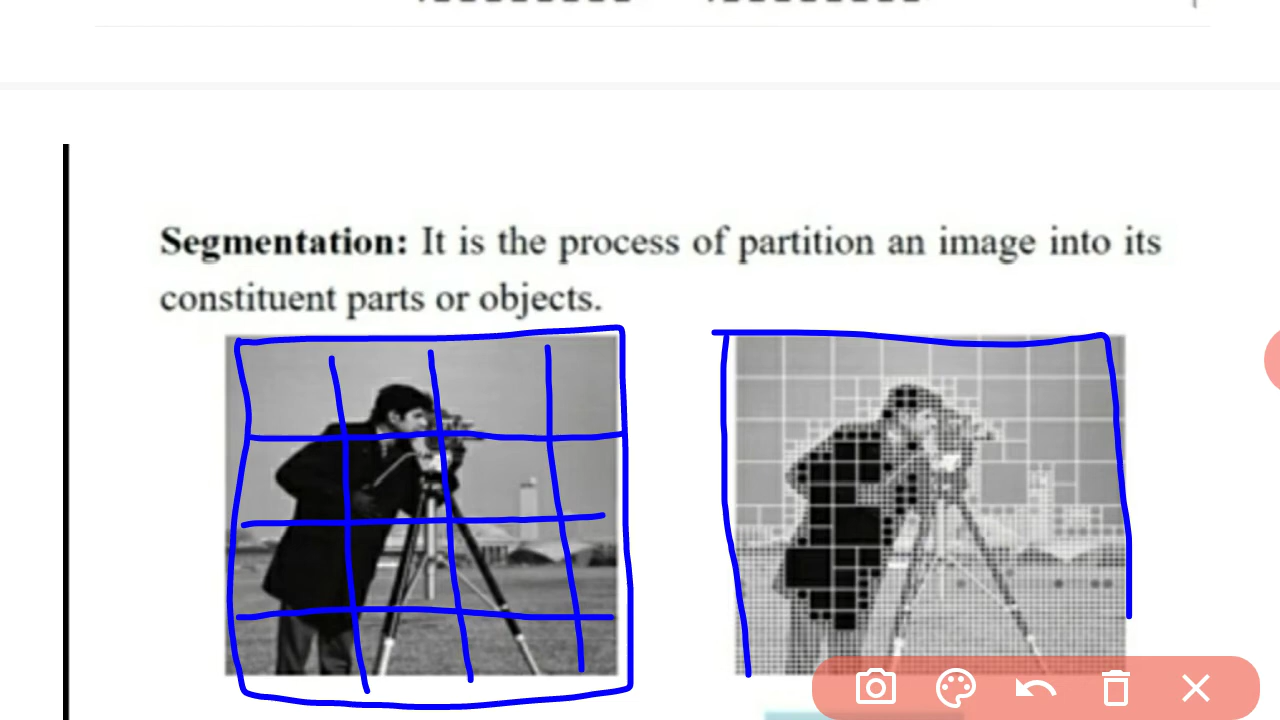 Segmentation: It is the process of partition an image into its
constituent parts or objects.